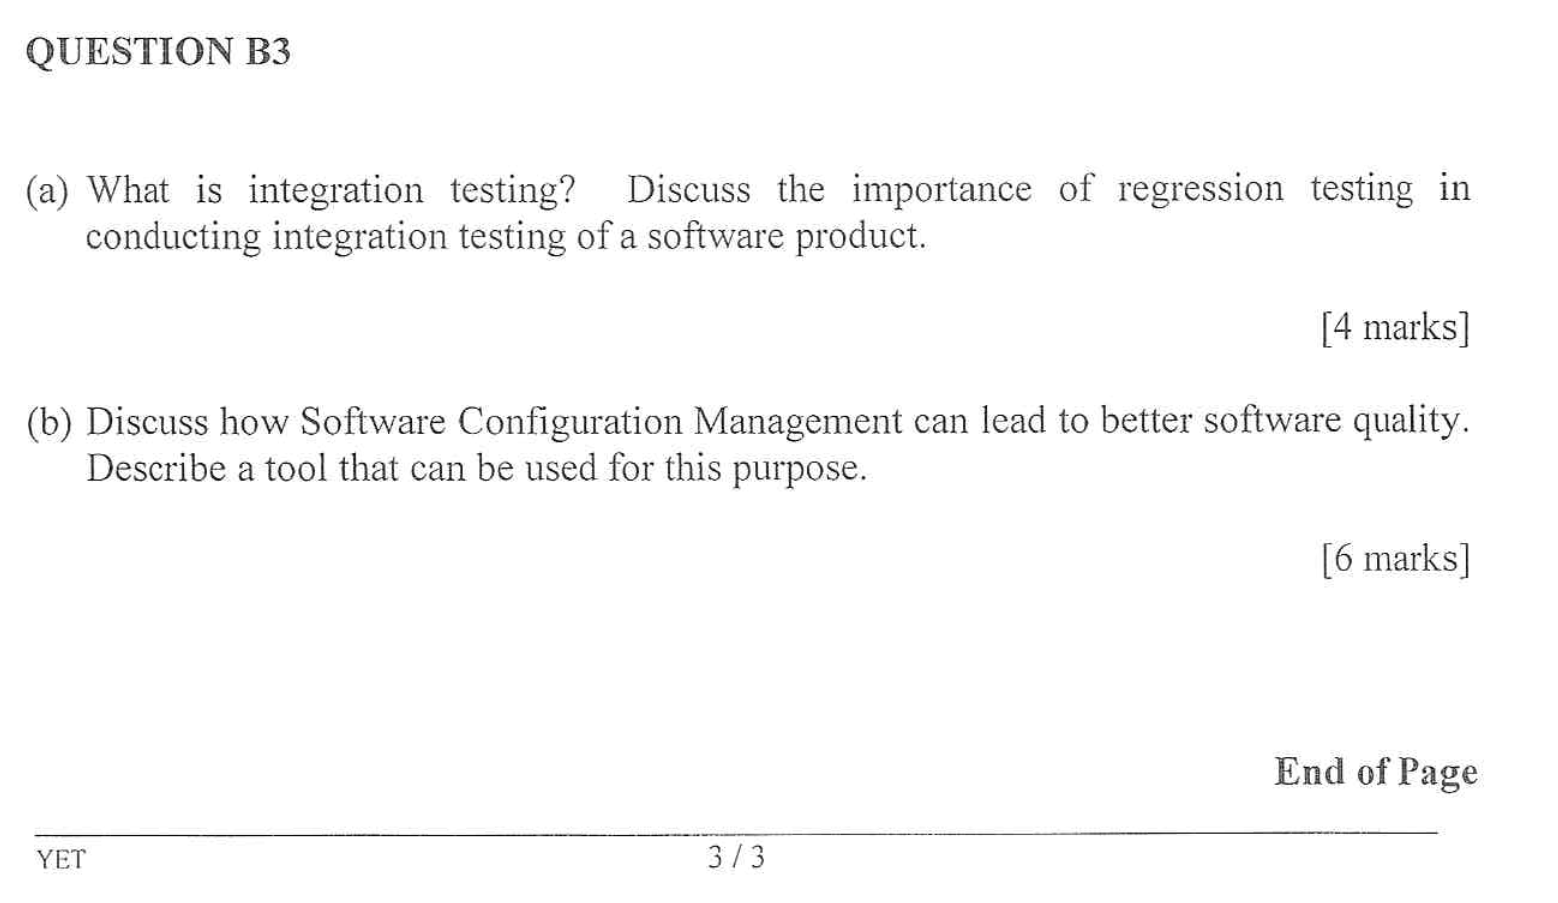 QUESTION B3
(a) What is integration testing? Discuss the importance of regression testing in
conducting integration testing of a software product.
[4 marks]
(b) Discuss how Software Configuration Management can lead to better software quality.
Describe a tool that can be used for this purpose.
[6 marks]
End of Page
YET
3 / 3